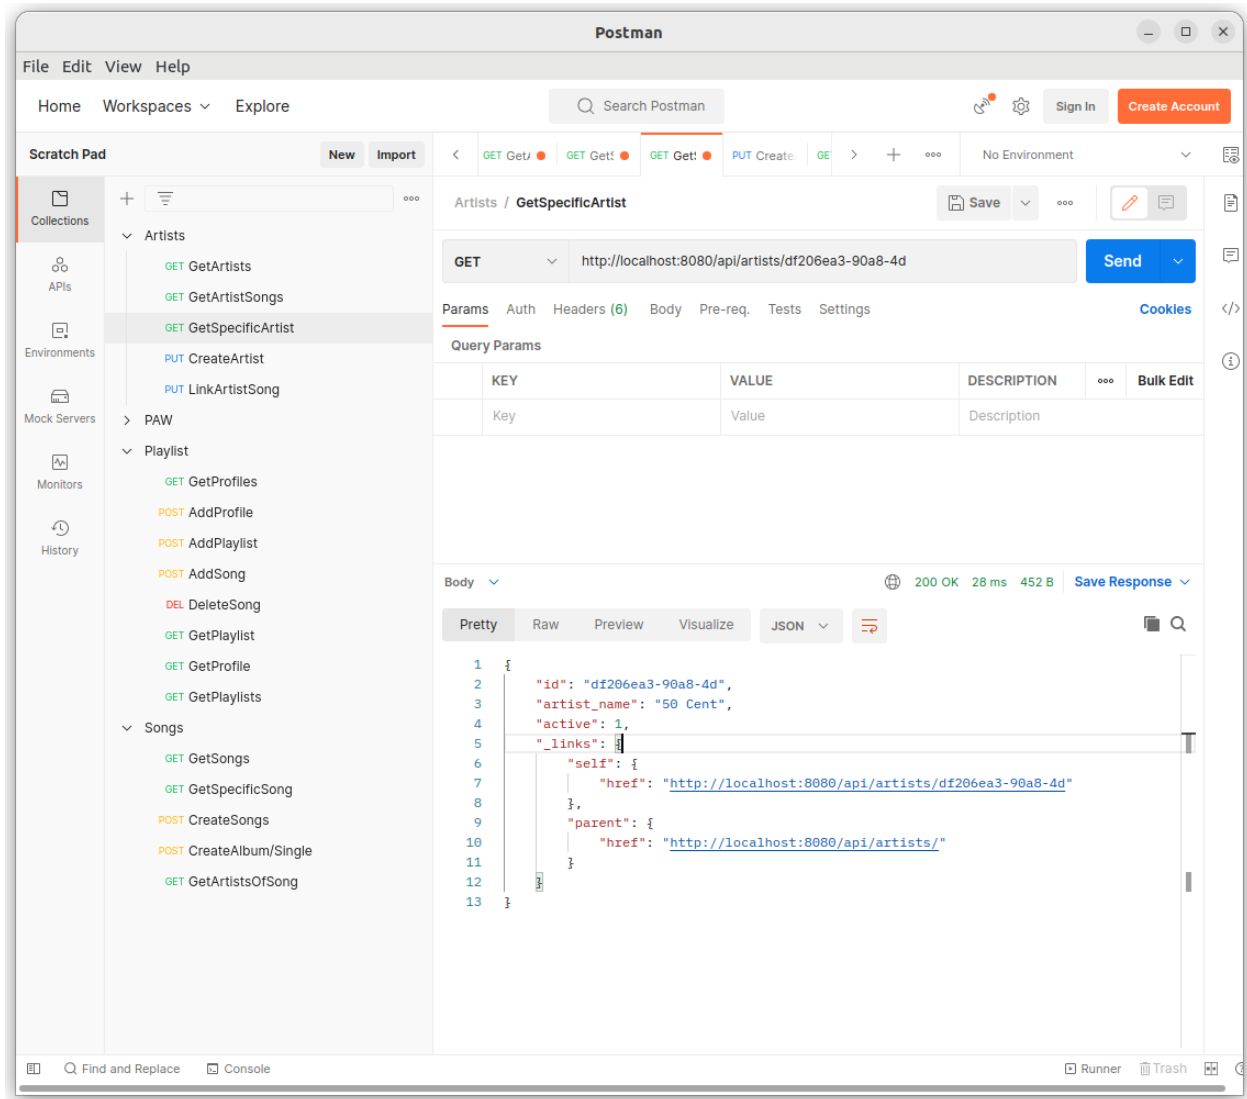 Postman
File Edit View Help
Home Workspaces Explore Search Postman Sign In Create Account
Scratch Pad New Import
GET GetA GET GetS GET GetS PUT Create GE No Environment
Collections
APIs
Environments
Mock Servers
Monitors
History
Artists
GET GetArtists
GET GetArtistSongs
GET GetSpecificArtist
PUT CreateArtist
PUT LinkArtistSong
PAW
Playlist
GET GetProfiles
POST AddProfile
POST AddPlaylist
POST AddSong
DEL DeleteSong
GET GetPlaylist
GET GetProfile
GET GetPlaylists
Songs
GET GetSongs
GET GetSpecificSong
POST CreateSongs
POST CreateAlbum/Single
GET GetArtistsOfSong
Artists / GetSpecificArtist Save
GET http://localhost:8080/api/artists/df206ea3-90a8-4d Send
Params Auth Headers (6) Body Pre-req. Tests Settings Cookies
Query Params
KEY VALUE DESCRIPTION Bulk Edit
Key Value Description
Body 200 OK 28 ms 452 B Save Response
Pretty Raw Preview Visualize JSON
1 {
2 "id": "df206ea3-90a8-4d",
3 "artist_name": "50 Cent",
4 "active": 1,
5 "_links": {
6 "self": {
7 "href": "http://localhost:8080/api/artists/df206ea3-90a8-4d"
8 },
9 "parent": {
10 "href": "http://localhost:8080/api/artists/"
11 }
12 }
13 }
Find and Replace Console Runner Trash